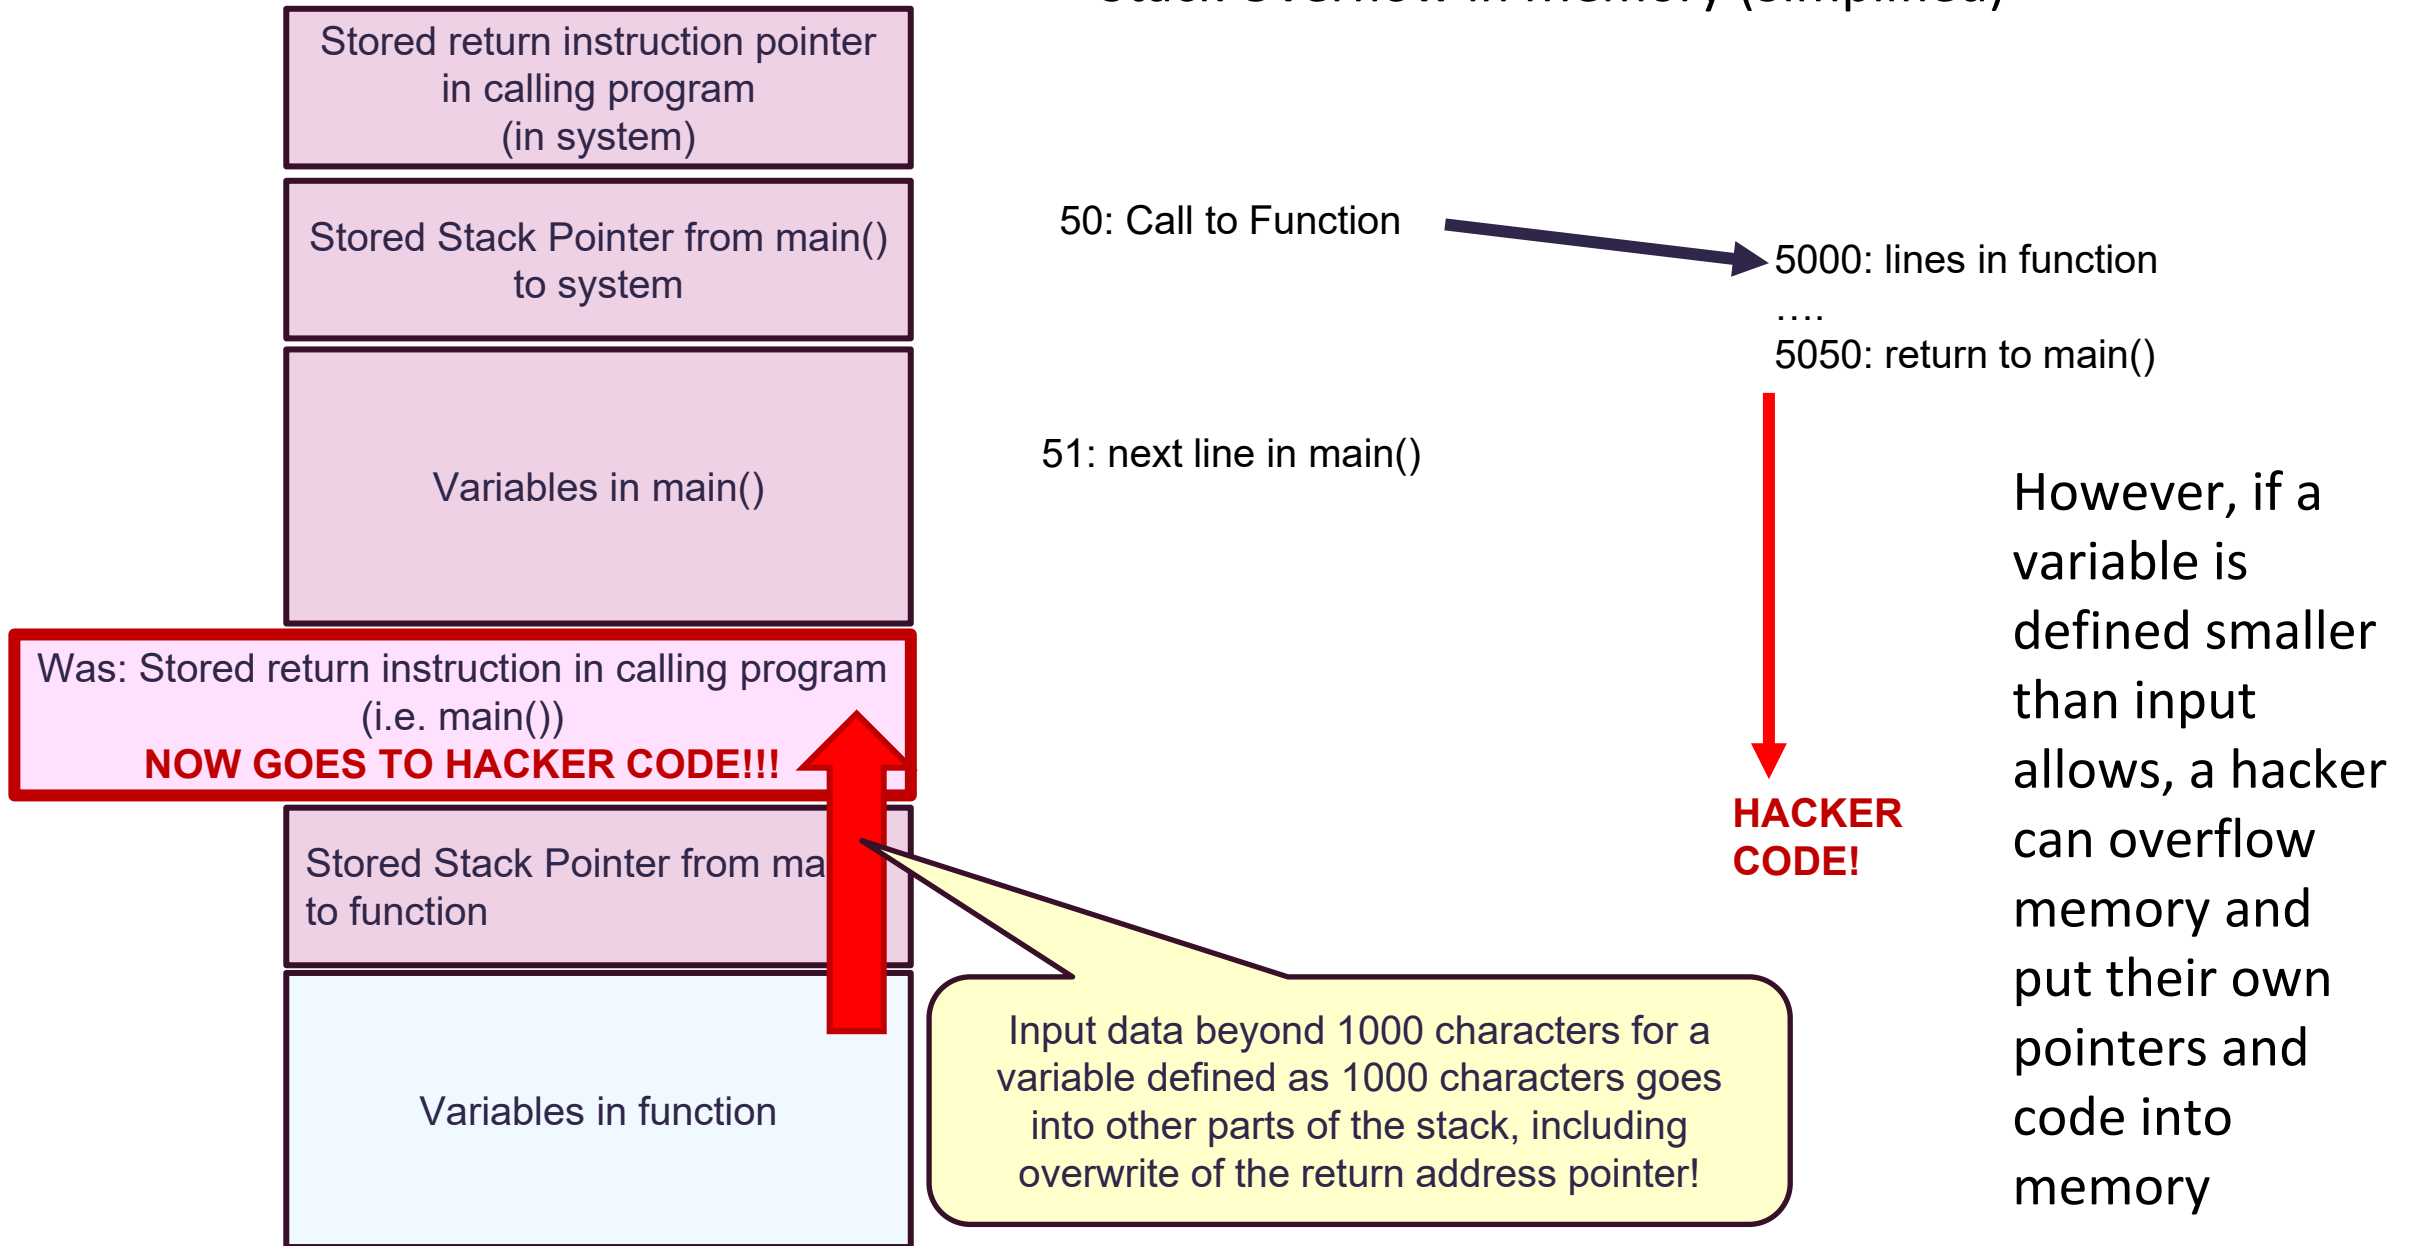 Stack Overflow in Memory (Simplified)
Stored return instruction pointer
in calling program
(in system)
Stored Stack Pointer from main()
to system
Variables in main()
Was: Stored return instruction in calling program
(i.e. main())
NOW GOES TO HACKER CODE!!!
Stored Stack Pointer from ma
to function
Variables in function
50: Call to Function
5000: lines in function
….
5050: return to main()
51: next line in main()
HACKER
CODE!
Input data beyond 1000 characters for a
variable defined as 1000 characters goes
into other parts of the stack, including
overwrite of the return address pointer!
However, if a
variable is
defined smaller
than input
allows, a hacker
can overflow
memory and
put their own
pointers and
code into
memory